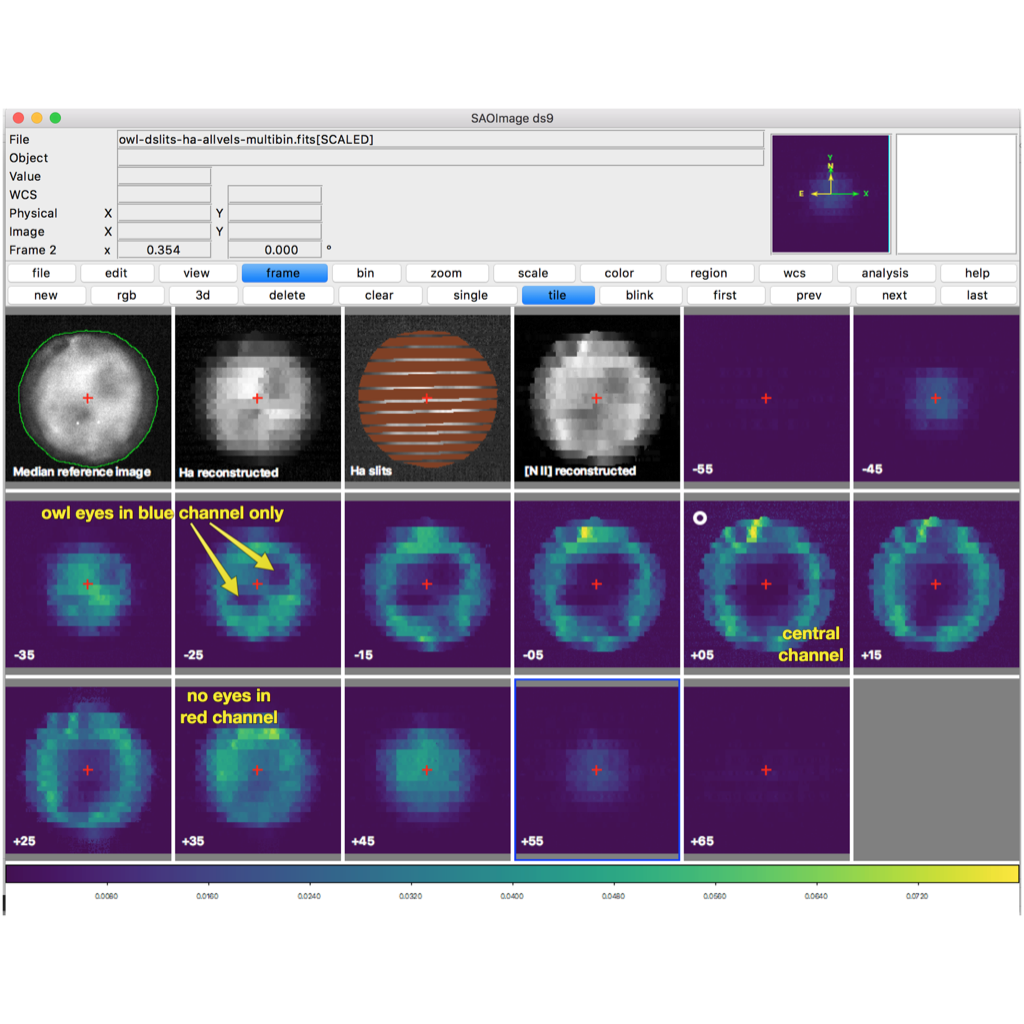 SAOImage ds9
File owl-dslits-ha-allvels-multibin.fits[SCALED]
Object
Value
WCS
Physical X Y
Image X Y
Frame 2 x 0.354 0.000 °
Y
N
E X
file edit view frame bin zoom scale color region wcs analysis help
new rgb 3d delete clear single tile blink first prev next last
Median reference image
Ha reconstructed
Ha slits
[N II] reconstructed
-55
-45
owl eyes in blue channel only
-35
-25
-15
-05
+05
central
channel
+15
+25
no eyes in
red channel
+35
+45
+55
+65
0.0080 0.0160 0.0240 0.0320 0.0400 0.0480 0.0560 0.0640 0.0720